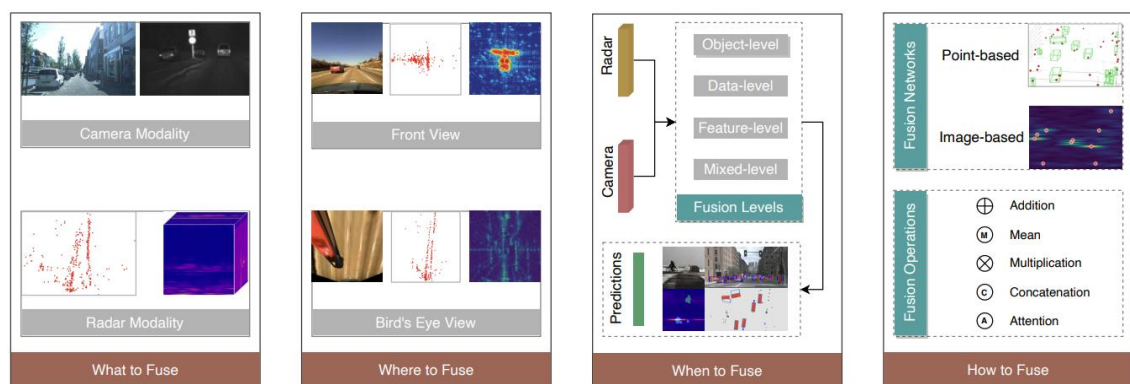 Camera Modality
Radar Modality
What to Fuse
Front View
Bird's Eye View
Where to Fuse
Radar
Camera
Object-level
Data-level
Feature-level
Mixed-level
Fusion Levels
Predictions
When to Fuse
Fusion Networks
Point-based
Image-based
Fusion Operations
Addition
M Mean
Multiplication
C Concatenation
A Attention
How to Fuse